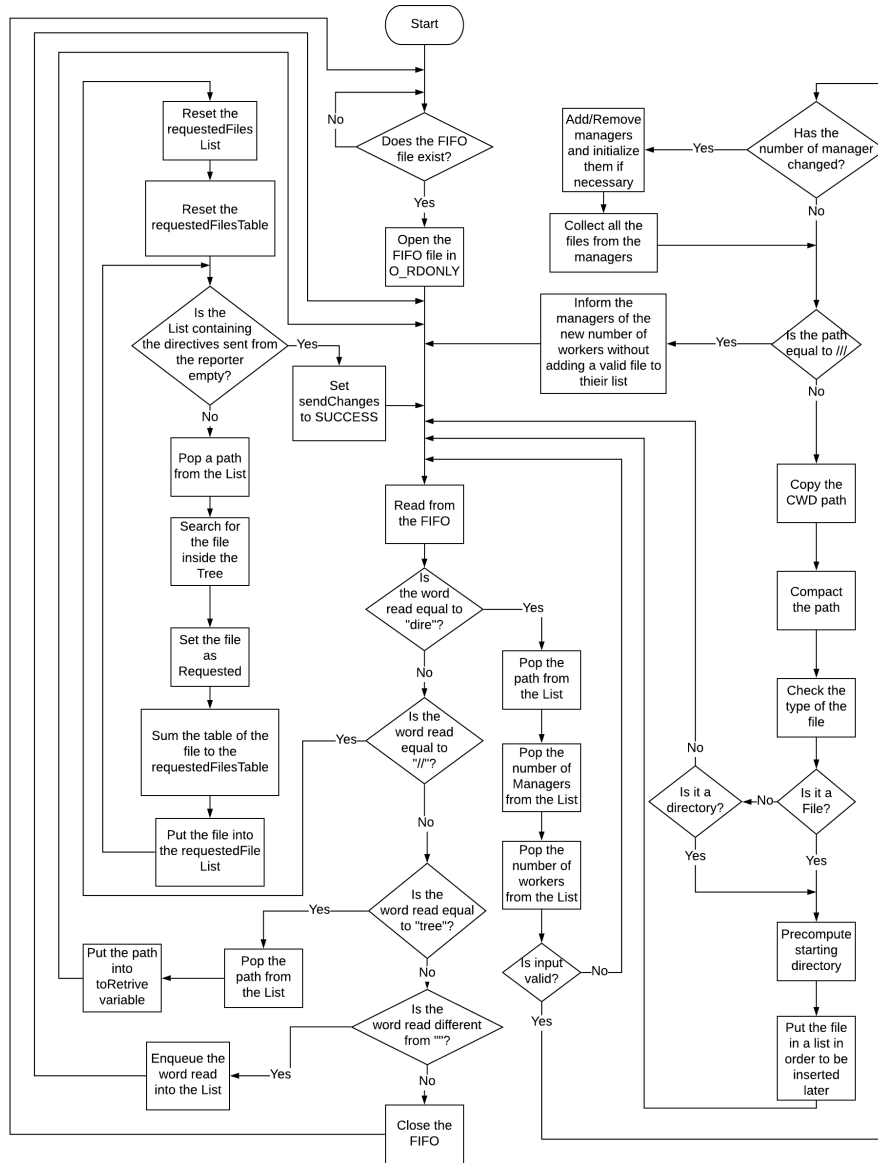 Start
Does the FIFO
file exist?
No
Yes
Open the
FIFO file in
O_RDONLY
Reset the
requestedFiles
List
Reset the
requestedFilesTable
Is the
List containing
the directives sent from
the reporter
empty?
Yes
Set
sendChanges
to SUCCESS
No
Pop a path
from the List
Search for
the file
inside the
Tree
Set the file
as
Requested
Sum the table of the
file to the
requestedFilesTable
Put the file into
the requestedFile
List
Read from
the FIFO
Is
the word
read equal to
"dire"?
Yes
No
Is the
word read
equal to
"//"?
Yes
No
Is the
word read equal
to "tree"?
Yes
Pop the
path from
the List
Put the path
into
toRetrive
variable
No
Is the
word read different
from ""?
Yes
Enqueue the
word read
into the List
No
Close the
FIFO
Pop the
path from
the List
Pop the
number of
Managers
from the List
Pop the
number of
workers
from the List
Is input
valid?
No
Yes
Has the
number of manager
changed?
Yes
Add/Remove
managers
and initialize
them if
necessary
Collect all the
files from the
managers
No
Is the path
equal to ///
Yes
Inform the
managers of the
new number of
workers without
adding a valid file to
thieir list
No
Copy the
CWD path
Compact
the path
Check the
type of the
file
Is it a
File?
No
Is it a
directory?
No
Yes
Yes
Precompute
starting
directory
Put the file
in a list in
order to be
inserted
later